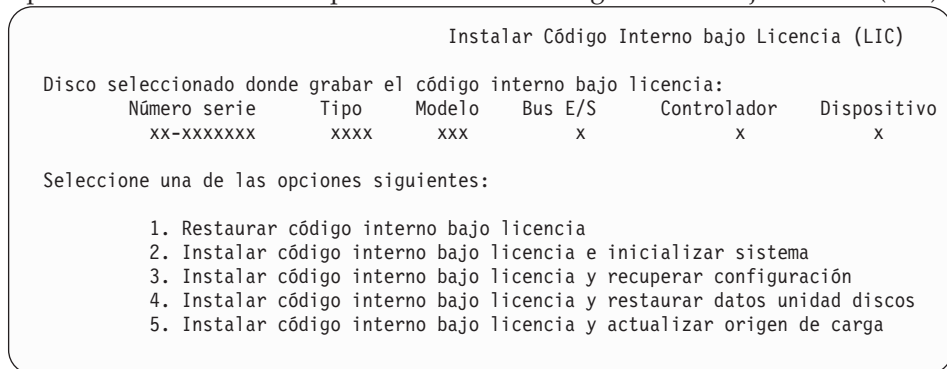 Instalar Código Interno bajo Licencia (LIC)
Disco seleccionado donde grabar el código interno bajo licencia:
Número serie Tipo Modelo Bus E/S Controlador Dispositivo
xx-xxxxxxx xxxx xxx x x x
Seleccione una de las opciones siguientes:
1. Restaurar código interno bajo licencia
2. Instalar código interno bajo licencia e inicializar sistema
3. Instalar código interno bajo licencia y recuperar configuración
4. Instalar código interno bajo licencia y restaurar datos unidad discos
5. Instalar código interno bajo licencia y actualizar origen de carga